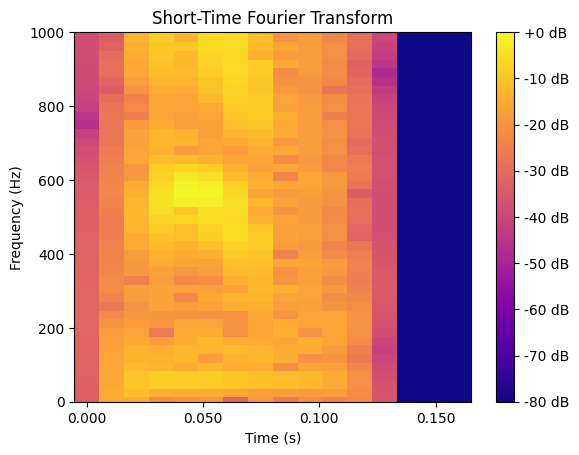 Short-Time Fourier Transform
1000
800
600
400
200
0
Frequency (Hz)
0.000
0.050
0.100
0.150
Time (s)
+0 dB
-10 dB
-20 dB
-30 dB
-40 dB
-50 dB
-60 dB
-70 dB
-80 dB